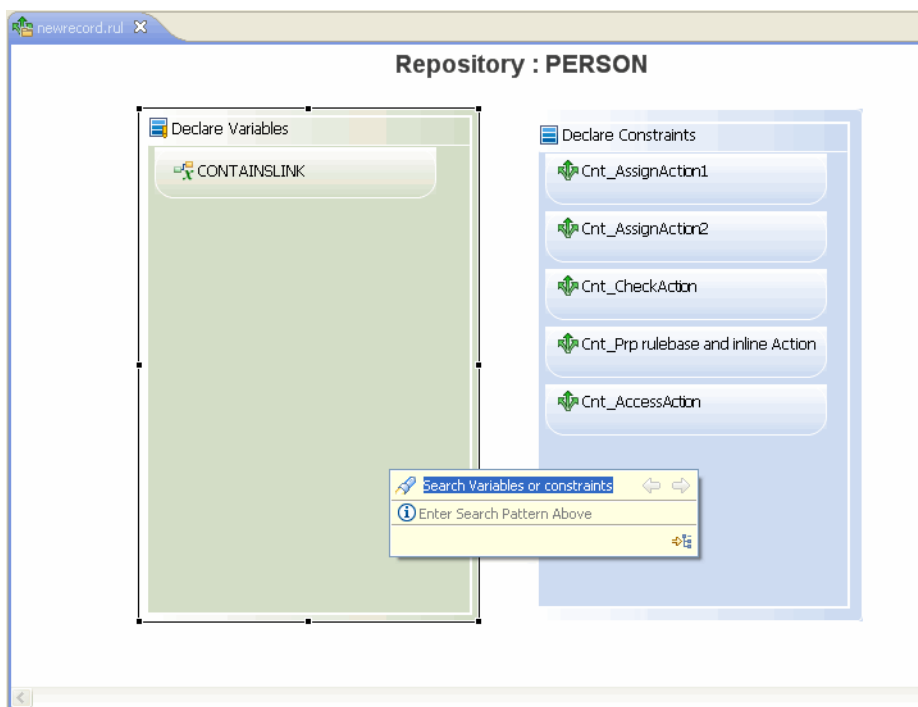 newrecord.rul
Repository : PERSON
Declare Variables
CONTAINSLINK
Declare Constraints
Cnt_AssignAction1
Cnt_AssignAction2
Cnt_CheckAction
Cnt_Prp rulebase and inline Action
Cnt_AccessAction
Search Variables or constraints
Enter Search Pattern Above